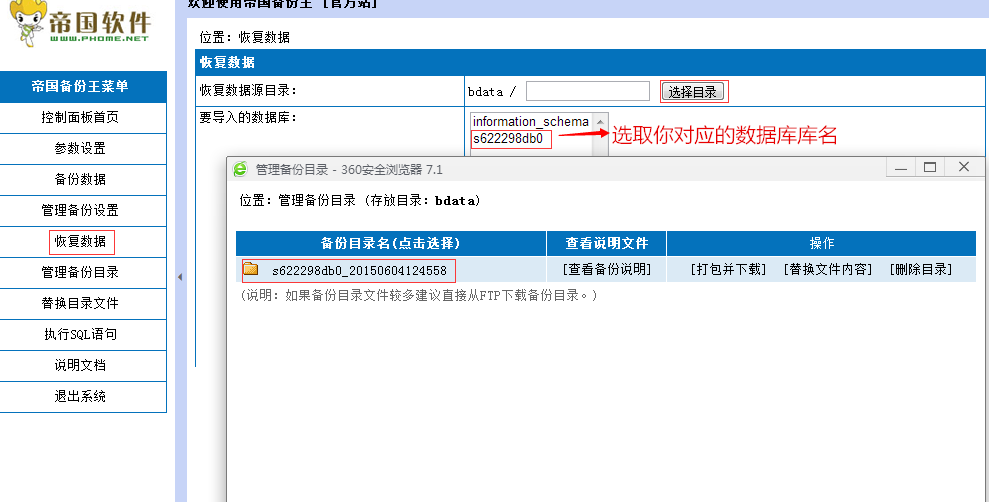 欢迎使用帝国备份王 [官方站]
帝国软件
WWW.PHOME.NET
帝国备份王菜单
控制面板首页
参数设置
备份数据
管理备份设置
恢复数据
管理备份目录
替换目录文件
执行SQL语句
说明文档
退出系统
位置：恢复数据
恢复数据
恢复数据源目录：
bdata / 选择目录
要导入的数据库：
information_schema
s622298db0
选取你对应的数据库库名
管理备份目录 - 360安全浏览器 7.1
位置：管理备份目录 (存放目录：bdata)
备份目录名(点击选择) 查看说明文件 操作
s622298db0_20150604124558 [查看备份说明] [打包并下载] [替换文件内容] [删除目录]
(说明：如果备份目录文件较多建议直接从FTP下载备份目录。)